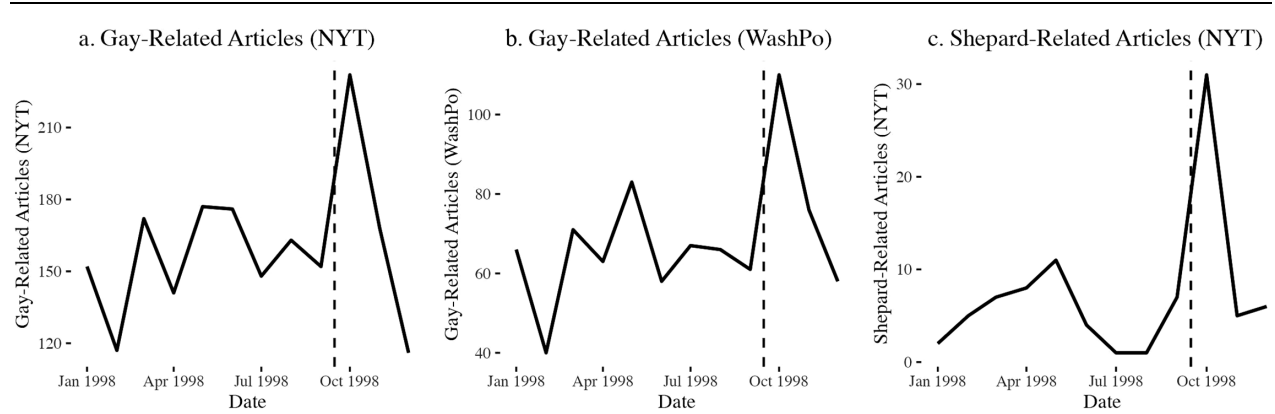 a. Gay-Related Articles (NYT)
Gay-Related Articles (NYT)
210
180
150
120
Jan 1998 Apr 1998 Jul 1998 Oct 1998
Date
b. Gay-Related Articles (WashPo)
Gay-Related Articles (WashPo)
100
80
60
40
Jan 1998 Apr 1998 Jul 1998 Oct 1998
Date
c. Shepard-Related Articles (NYT)
Shepard-Related Articles (NYT)
30
20
10
0
Jan 1998 Apr 1998 Jul 1998 Oct 1998
Date